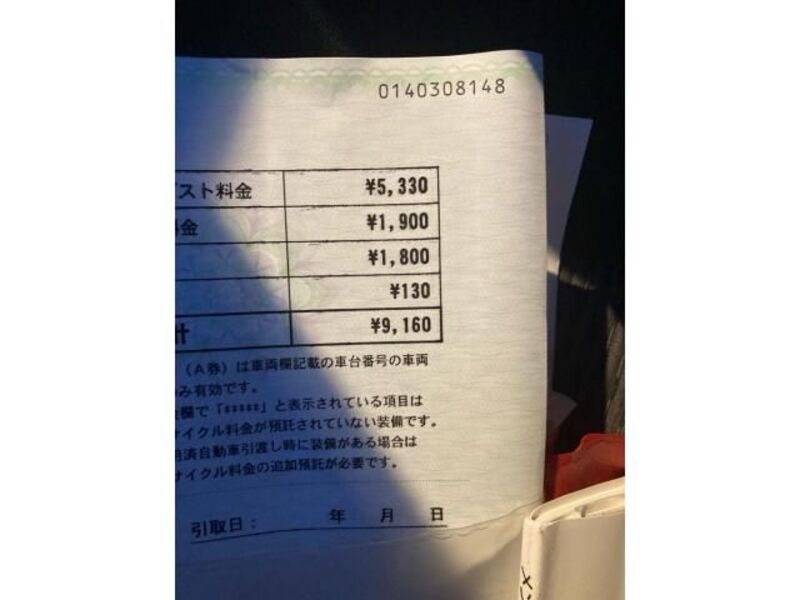 0140308148
スト料金 ¥5,330
料金 ¥1,900
¥1,800
¥130
計 ¥9,160
（A券）は車両欄記載の車台番号の車両
み有効です。
欄で「*****」と表示されている項目は
サイクル料金が預託されていない装備です。
済自動車引渡し時に装備がある場合は
サイクル料金の追加預託が必要です。
引取日： 年 月 日